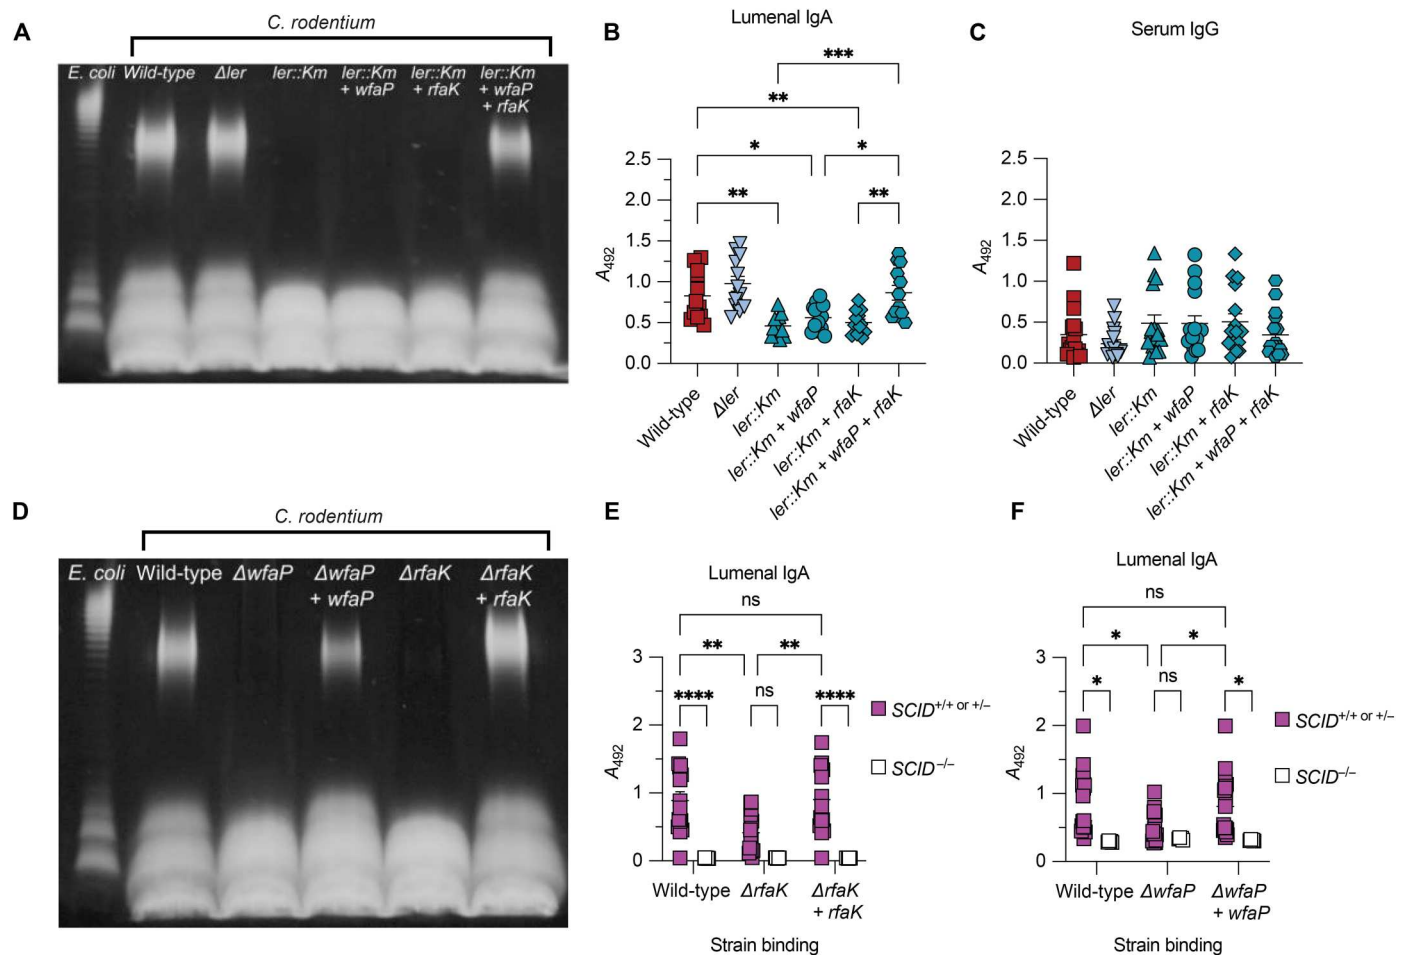 A
C. rodentium
E. coli Wild-type Δler ler::Km ler::Km ler::Km ler::Km
+ wfaP + rfaK + wfaP
+ rfaK
B
Lumenal IgA
***
**
* *
** **
2.5
2.0
1.5
1.0
0.5
0.0
A492
Wild-type
Δler
ler::Km
ler::Km + wfaP
ler::Km + rfaK
ler::Km + wfaP + rfaK
C
Serum IgG
2.5
2.0
1.5
1.0
0.5
0.0
A492
Wild-type
Δler
ler::Km
ler::Km + wfaP
ler::Km + rfaK
ler::Km + wfaP + rfaK
D
C. rodentium
E. coli Wild-type ΔwfaP ΔwfaP ΔrfaK ΔrfaK
+ wfaP + rfaK
E
Lumenal IgA
ns
** **
**** ns ****
3
2
1
0
A492
SCID+/+ or +/–
SCID–/–
Wild-type ΔrfaK ΔrfaK
+ rfaK
Strain binding
F
Lumenal IgA
ns
* *
* ns *
3
2
1
0
A492
SCID+/+ or +/–
SCID–/–
Wild-type ΔwfaP ΔwfaP
+ wfaP
Strain binding